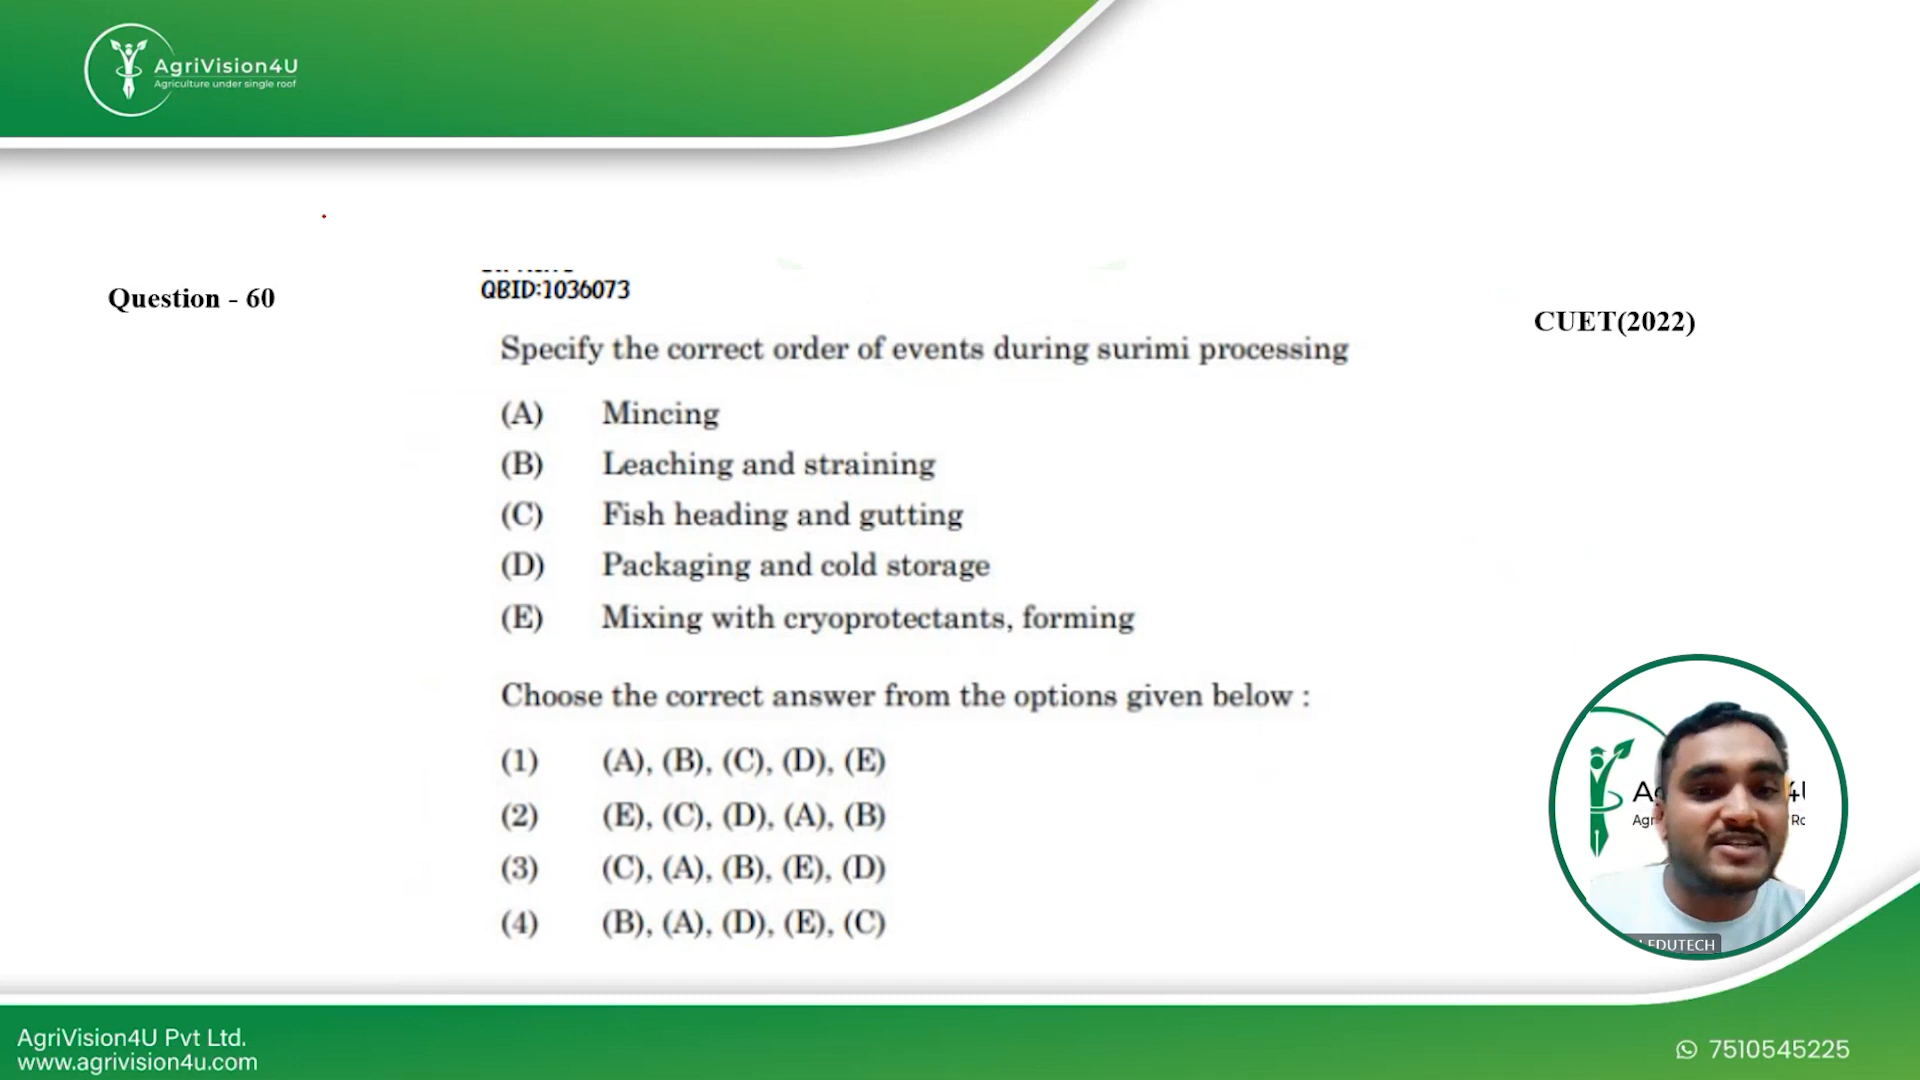 AgriVision4U
Agriculture under single roof
Question - 60
QBID:1036073
CUET(2022)
Specify the correct order of events during surimi processing
(A) Mincing
(B) Leaching and straining
(C) Fish heading and gutting
(D) Packaging and cold storage
(E) Mixing with cryoprotectants, forming
Choose the correct answer from the options given below :
(1) (A), (B), (C), (D), (E)
(2) (E), (C), (D), (A), (B)
(3) (C), (A), (B), (E), (D)
(4) (B), (A), (D), (E), (C)
EDUTECH
AgriVision4U Pvt Ltd.
www.agrivision4u.com
7510545225